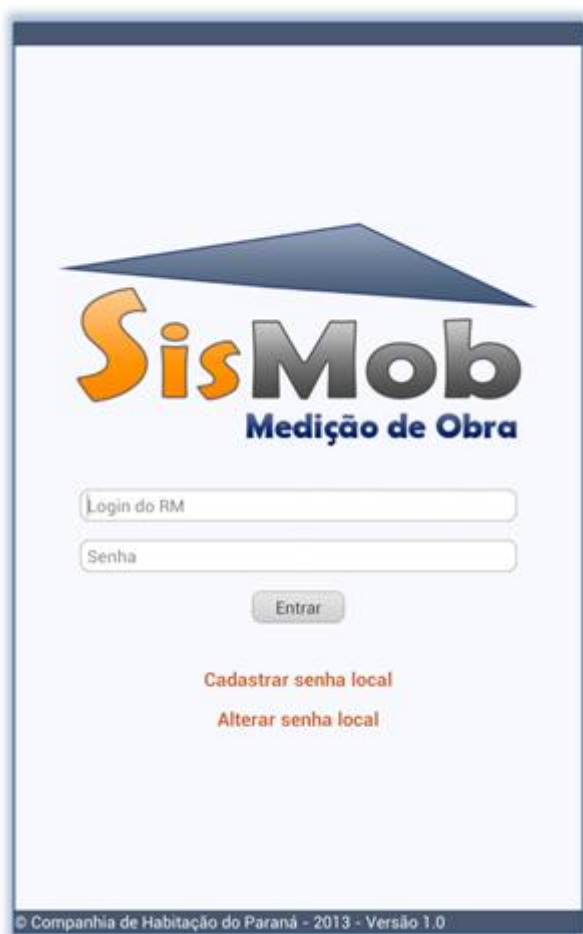 SisMob
Medição de Obra
Login do RM
Senha
Entrar
Cadastrar senha local
Alterar senha local
© Companhia de Habitação do Paraná - 2013 - Versão 1.0